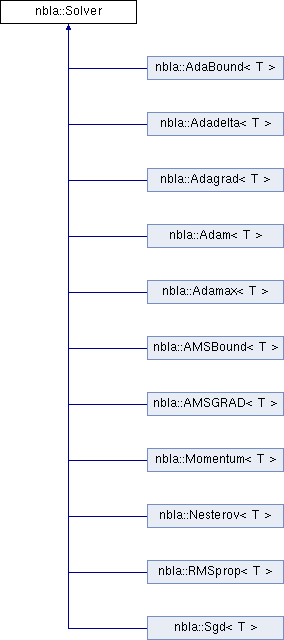 nbla::Solver
nbla::AdaBound< T >
nbla::Adadelta< T >
nbla::Adagrad< T >
nbla::Adam< T >
nbla::Adamax< T >
nbla::AMSBound< T >
nbla::AMSGRAD< T >
nbla::Momentum< T >
nbla::Nesterov< T >
nbla::RMSprop< T >
nbla::Sgd< T >